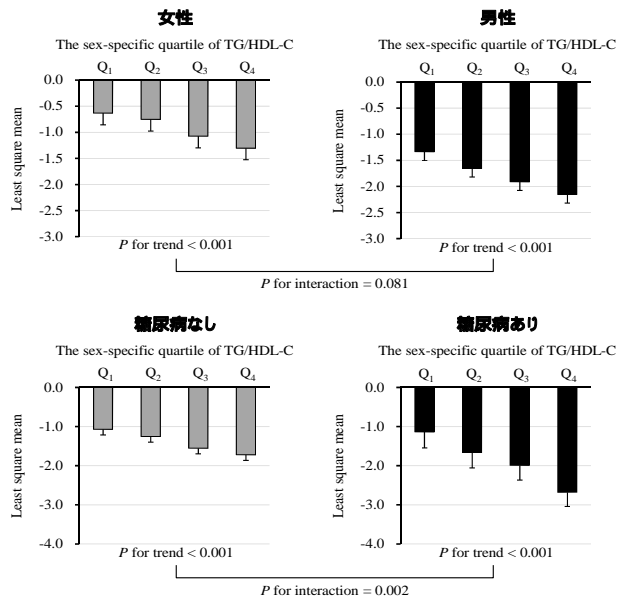 女性
The sex-specific quartile of TG/HDL-C
Q1 Q2 Q3 Q4
Least square mean
0.0
-0.5
-1.0
-1.5
-2.0
-2.5
-3.0
P for trend < 0.001
男性
The sex-specific quartile of TG/HDL-C
Q1 Q2 Q3 Q4
Least square mean
0.0
-0.5
-1.0
-1.5
-2.0
-2.5
-3.0
P for trend < 0.001
P for interaction = 0.081
糖尿病なし
The sex-specific quartile of TG/HDL-C
Q1 Q2 Q3 Q4
Least square mean
0.0
-1.0
-2.0
-3.0
-4.0
P for trend < 0.001
糖尿病あり
The sex-specific quartile of TG/HDL-C
Q1 Q2 Q3 Q4
Least square mean
0.0
-1.0
-2.0
-3.0
-4.0
P for trend < 0.001
P for interaction = 0.002